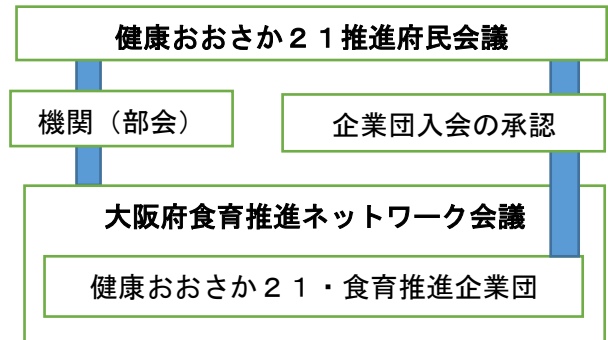 健康おおさか２１推進府民会議
機関（部会）
企業団入会の承認
大阪府食育推進ネットワーク会議
健康おおさか２１・食育推進企業団